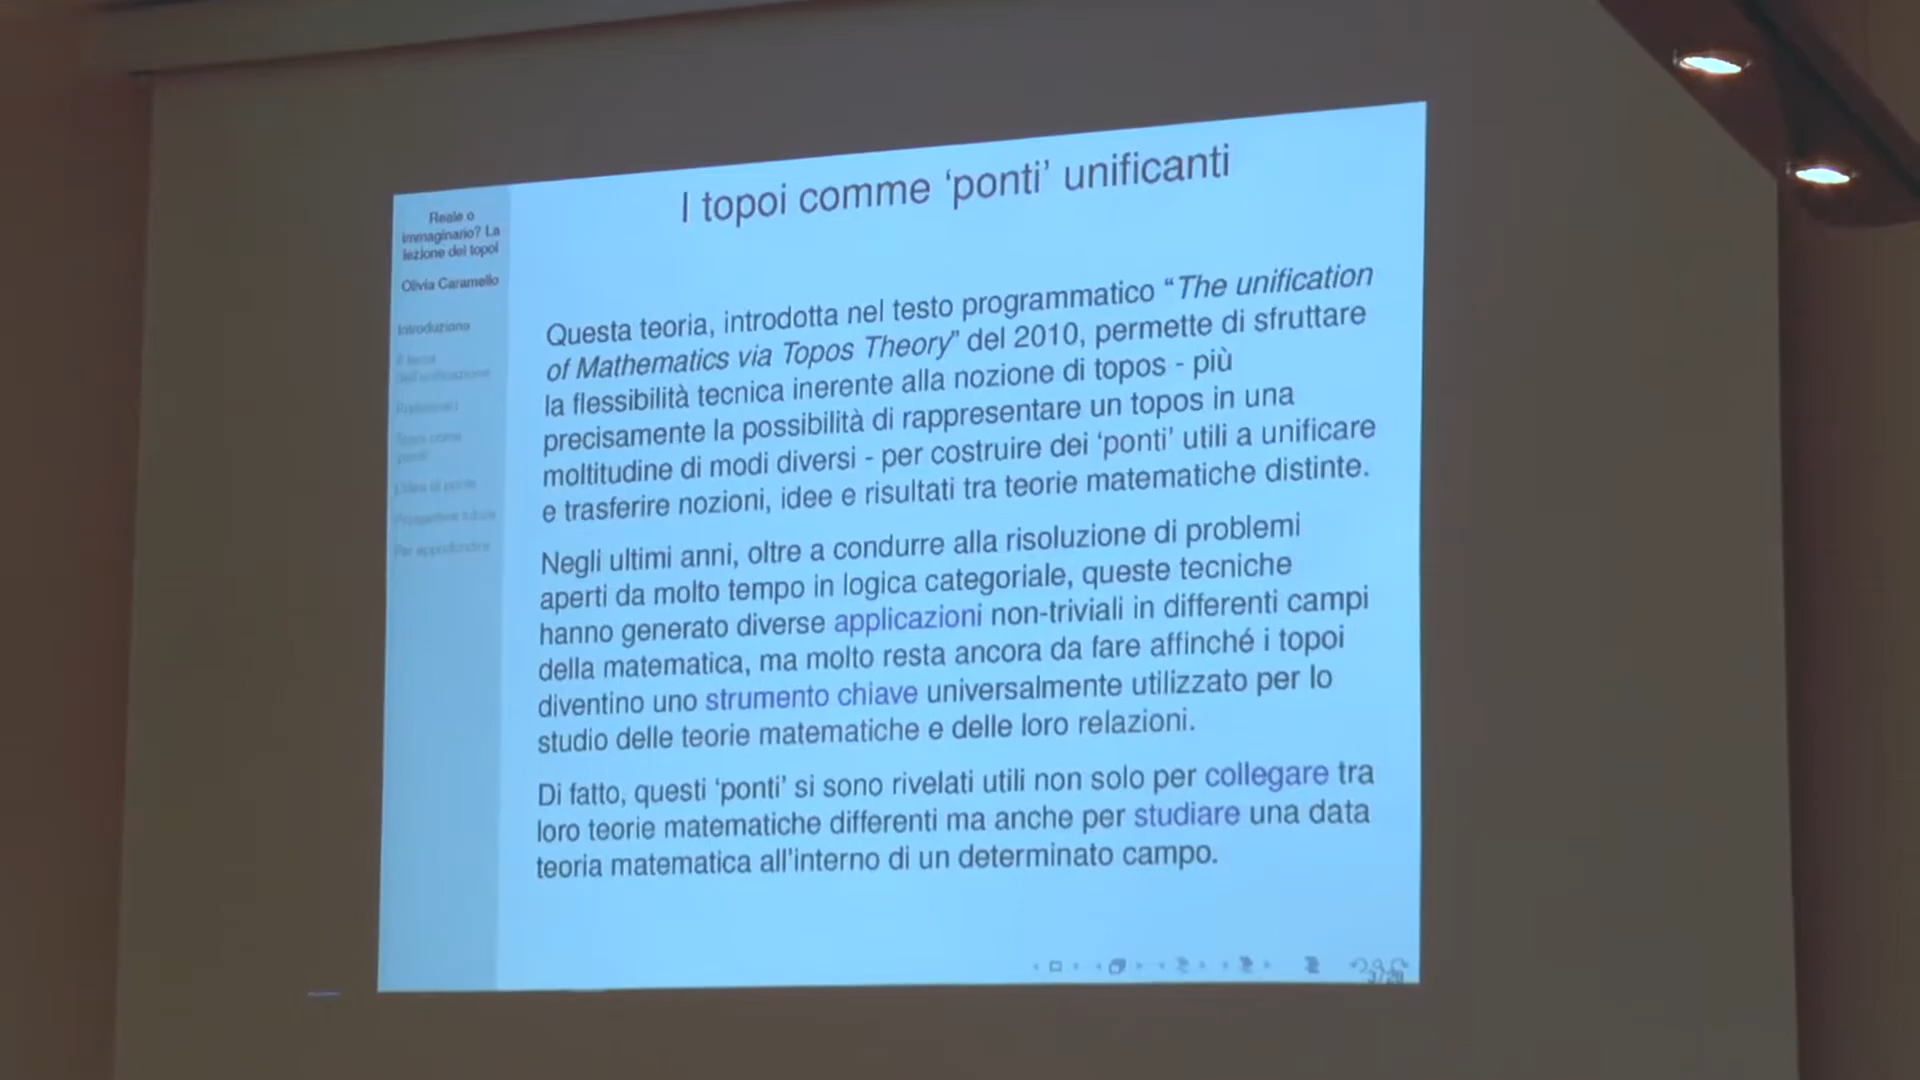 I topoi comme ‘ponti’ unificanti
Reale o
immaginario? La
lezione dei topoi
Olivia Caramello
Introduzione
Il tema
dell'unificazione
Preliminari
Topoi come
ponti
L'idea di ponte
Prospettive future
Per approfondire
Questa teoria, introdotta nel testo programmatico “The unification
of Mathematics via Topos Theory” del 2010, permette di sfruttare
la flessibilità tecnica inerente alla nozione di topos - più
precisamente la possibilità di rappresentare un topos in una
moltitudine di modi diversi - per costruire dei ‘ponti’ utili a unificare
e trasferire nozioni, idee e risultati tra teorie matematiche distinte.
Negli ultimi anni, oltre a condurre alla risoluzione di problemi
aperti da molto tempo in logica categoriale, queste tecniche
hanno generato diverse applicazioni non-triviali in differenti campi
della matematica, ma molto resta ancora da fare affinché i topoi
diventino uno strumento chiave universalmente utilizzato per lo
studio delle teorie matematiche e delle loro relazioni.
Di fatto, questi ‘ponti’ si sono rivelati utili non solo per collegare tra
loro teorie matematiche differenti ma anche per studiare una data
teoria matematica all'interno di un determinato campo.